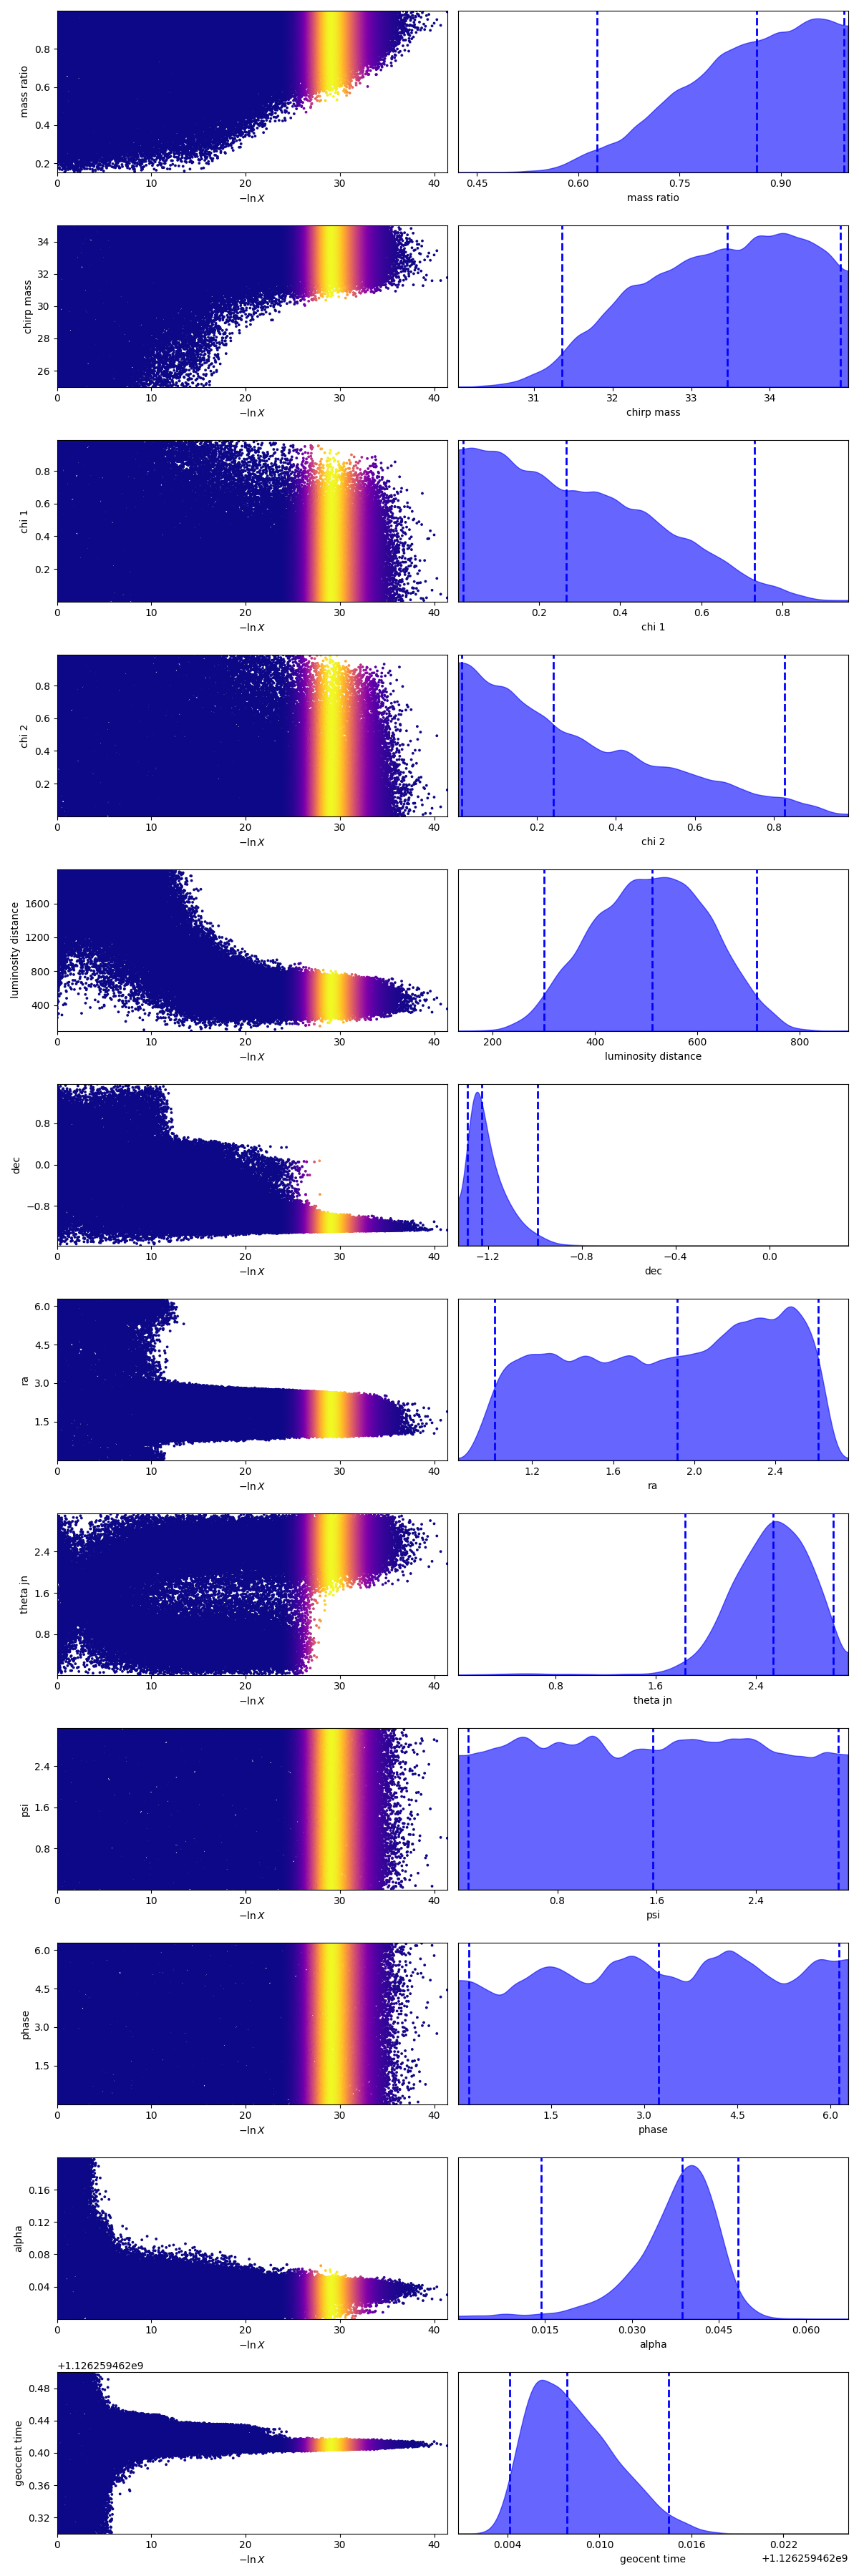 0.8
0.6
0.4
0.2
mass ratio
0 10 20 30 40
−ln X
0.45 0.60 0.75 0.90
mass ratio
34
32
30
28
26
chirp mass
0 10 20 30 40
−ln X
31 32 33 34
chirp mass
0.8
0.6
0.4
0.2
chi 1
0 10 20 30 40
−ln X
0.2 0.4 0.6 0.8
chi 1
0.8
0.6
0.4
0.2
chi 2
0 10 20 30 40
−ln X
0.2 0.4 0.6 0.8
chi 2
1600
1200
800
400
luminosity distance
0 10 20 30 40
−ln X
200 400 600 800
luminosity distance
0.8
0.0
−0.8
dec
0 10 20 30 40
−ln X
−1.2 −0.8 −0.4 0.0
dec
6.0
4.5
3.0
1.5
ra
0 10 20 30 40
−ln X
1.2 1.6 2.0 2.4
ra
2.4
1.6
0.8
theta jn
0 10 20 30 40
−ln X
0.8 1.6 2.4
theta jn
2.4
1.6
0.8
psi
0 10 20 30 40
−ln X
0.8 1.6 2.4
psi
6.0
4.5
3.0
1.5
phase
0 10 20 30 40
−ln X
1.5 3.0 4.5 6.0
phase
0.16
0.12
0.08
0.04
alpha
0 10 20 30 40
−ln X
0.015 0.030 0.045 0.060
alpha
+1.126259462e9
0.48
0.44
0.40
0.36
0.32
geocent time
0 10 20 30 40
−ln X
0.004 0.010 0.016 0.022
geocent time
+1.126259462e9